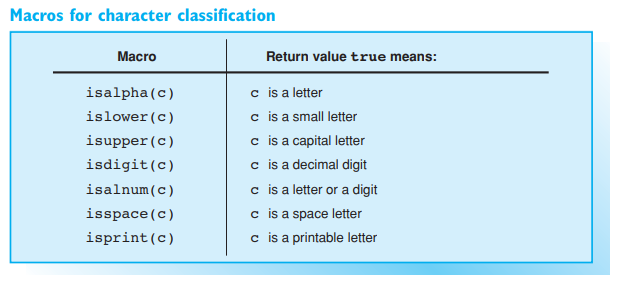 Macros for character classification
Macro Return value true means:
isalpha(c) c is a letter
islower(c) c is a small letter
isupper(c) c is a capital letter
isdigit(c) c is a decimal digit
isalnum(c) c is a letter or a digit
isspace(c) c is a space letter
isprint(c) c is a printable letter